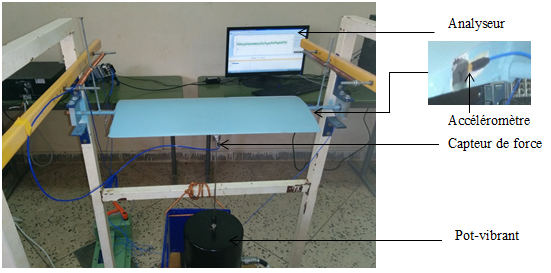 Analyseur
Accéléromètre
Capteur de force
Pot-vibrant